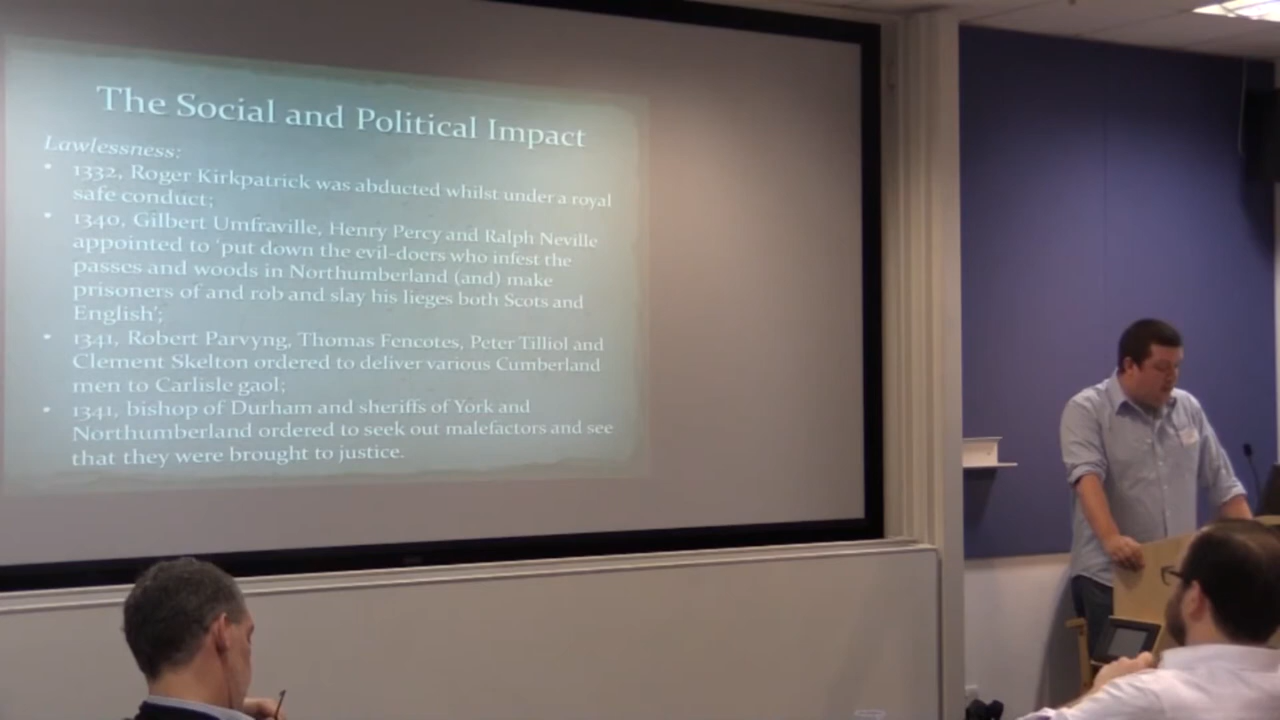 The Social and Political Impact
Lawlessness:
• 1332, Roger Kirkpatrick was abducted whilst under a royal
safe conduct;
• 1340, Gilbert Umfraville, Henry Percy and Ralph Neville
appointed to 'put down the evil-doers who infest the
passes and woods in Northumberland (and) make
prisoners of and rob and slay his lieges both Scots and
English';
• 1341, Robert Parvyng, Thomas Fencotes, Peter Tilliol and
Clement Skelton ordered to deliver various Cumberland
men to Carlisle gaol;
• 1341, bishop of Durham and sheriffs of York and
Northumberland ordered to seek out malefactors and see
that they were brought to justice.